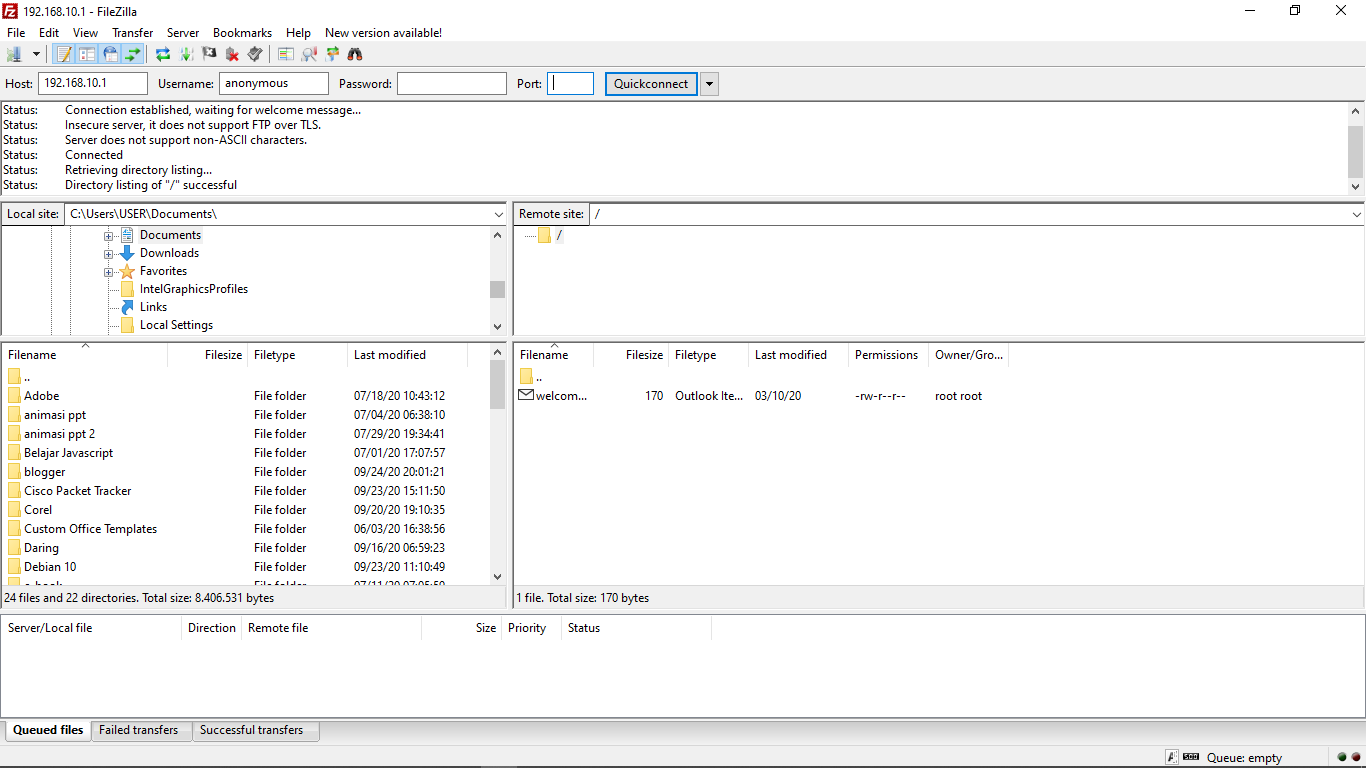 192.168.10.1 - FileZilla
File Edit View Transfer Server Bookmarks Help New version available!
Host: 192.168.10.1 Username: anonymous Password: Port: Quickconnect
Status: Connection established, waiting for welcome message...
Status: Insecure server, it does not support FTP over TLS.
Status: Server does not support non-ASCII characters.
Status: Connected
Status: Retrieving directory listing...
Status: Directory listing of "/" successful
Local site: C:\Users\USER\Documents\
Documents
Downloads
Favorites
IntelGraphicsProfiles
Links
Local Settings
Remote site: /
/
Filename Filesize Filetype Last modified
..
Adobe File folder 07/18/20 10:43:12
animasi ppt File folder 07/04/20 06:38:10
animasi ppt 2 File folder 07/29/20 19:34:41
Belajar Javascript File folder 07/01/20 17:07:57
blogger File folder 09/24/20 20:01:21
Cisco Packet Tracker File folder 09/23/20 15:11:50
Corel File folder 09/20/20 19:10:35
Custom Office Templates File folder 06/03/20 16:38:56
Daring File folder 09/16/20 06:59:23
Debian 10 File folder 09/23/20 11:10:49
24 files and 22 directories. Total size: 8.406.531 bytes
Filename Filesize Filetype Last modified Permissions Owner/Gro...
..
welcom... 170 Outlook Ite... 03/10/20 -rw-r--r-- root root
1 file. Total size: 170 bytes
Server/Local file Direction Remote file Size Priority Status
Queued files Failed transfers Successful transfers
Queue: empty